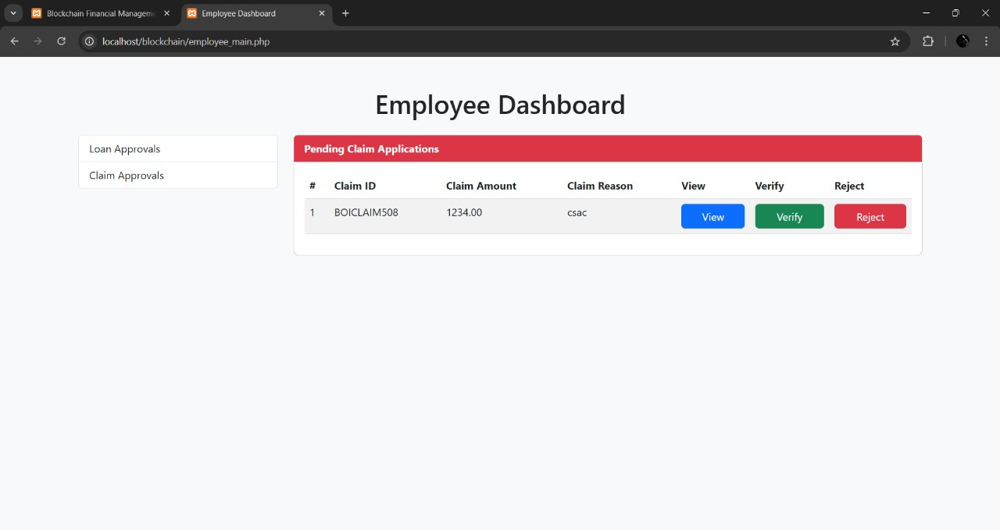 Blockchain Financial Managem
Employee Dashboard
localhost/blockchain/employee_main.php
Employee Dashboard
Loan Approvals
Claim Approvals
Pending Claim Applications
# Claim ID Claim Amount Claim Reason View Verify Reject
1 BOICLAIM508 1234.00 csac View Verify Reject